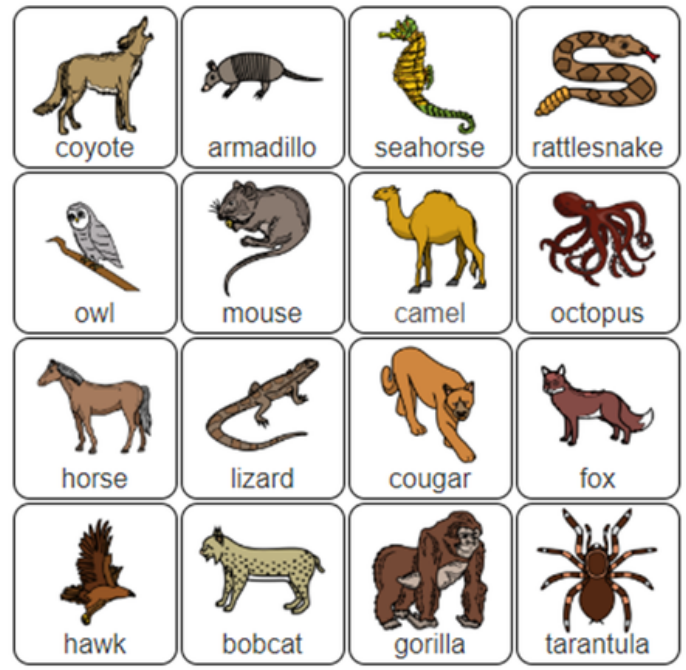 coyote armadillo seahorse rattlesnake
owl mouse camel octopus
horse lizard cougar fox
hawk bobcat gorilla tarantula